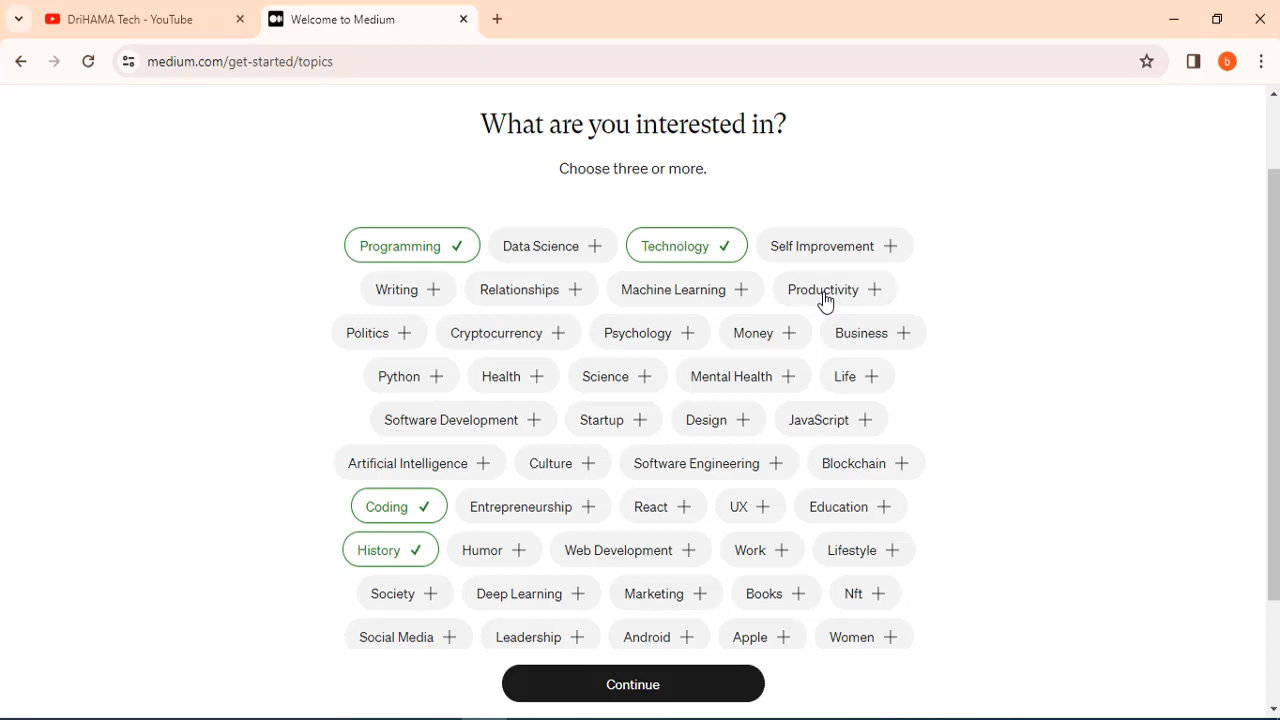 DriHAMA Tech - YouTube
Welcome to Medium
medium.com/get-started/topics
b
What are you interested in?
Choose three or more.
Programming Data Science Technology Self Improvement
Writing Relationships Machine Learning Productivity
Politics Cryptocurrency Psychology Money Business
Python Health Science Mental Health Life
Software Development Startup Design JavaScript
Artificial Intelligence Culture Software Engineering Blockchain
Coding Entrepreneurship React UX Education
History Humor Web Development Work Lifestyle
Society Deep Learning Marketing Books Nft
Social Media Leadership Android Apple Women
Continue